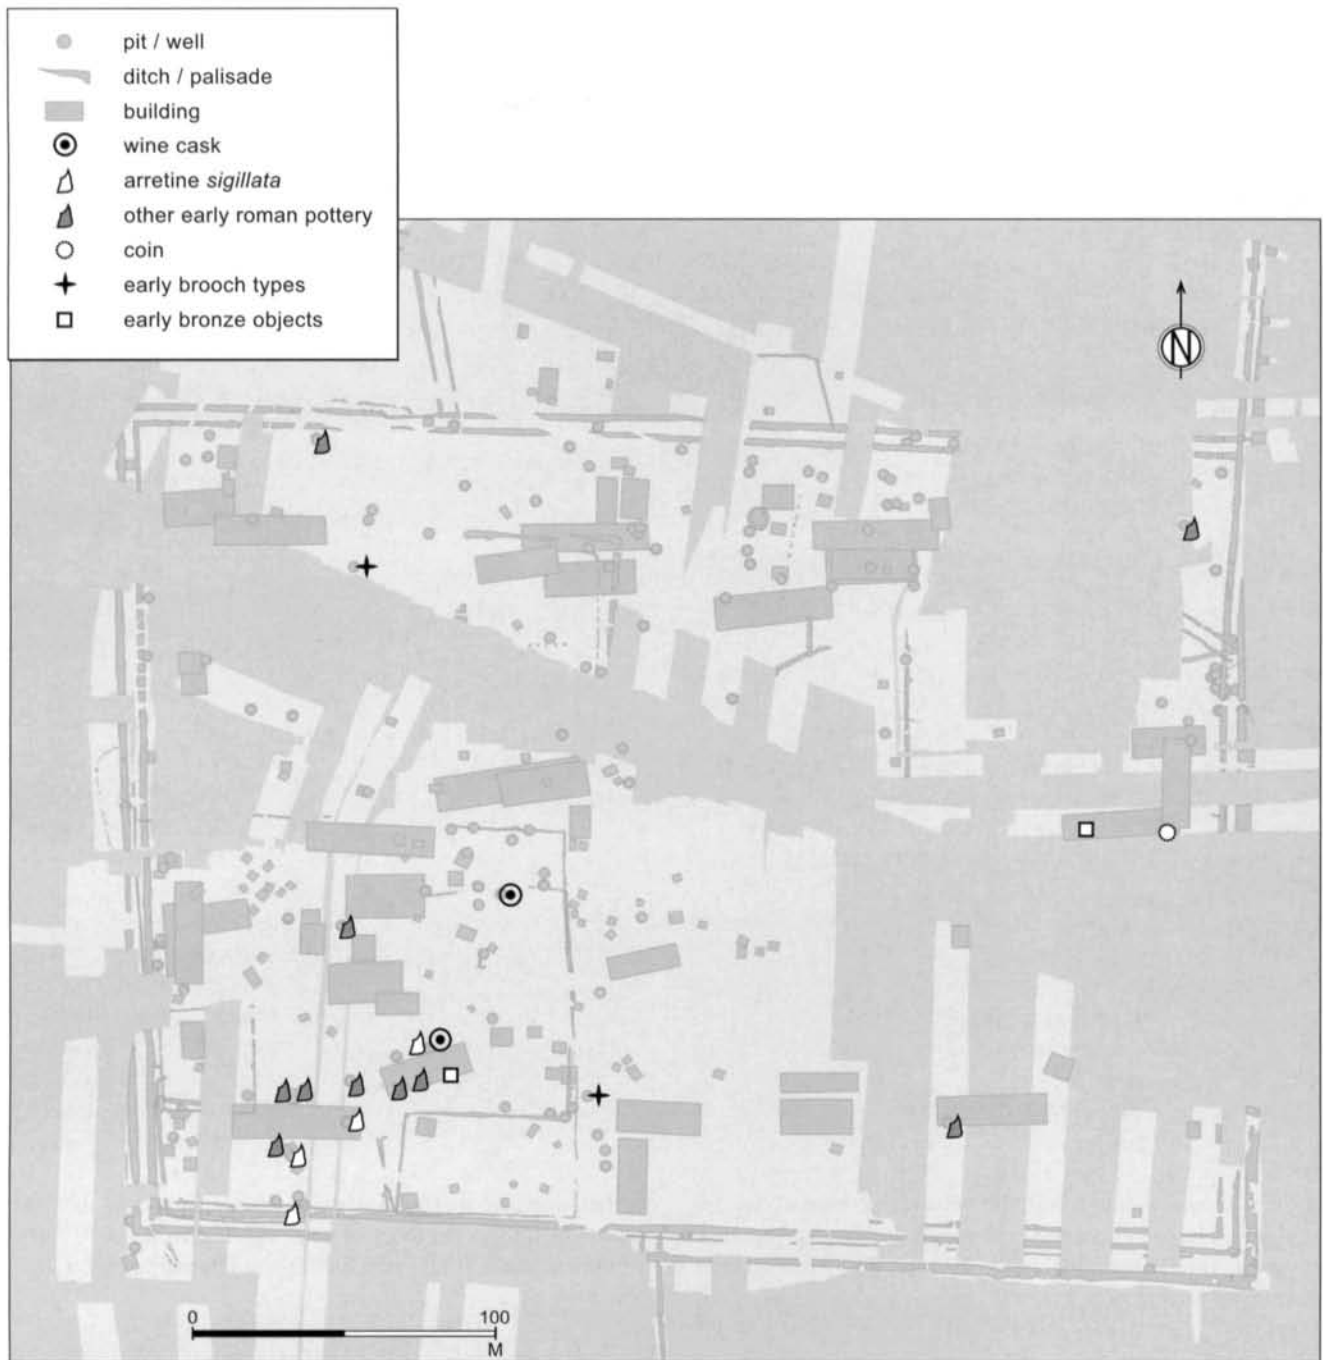 pit / well
ditch / palisade
building
wine cask
arretine sigillata
other early roman pottery
coin
early brooch types
early bronze objects
N
0 100
M